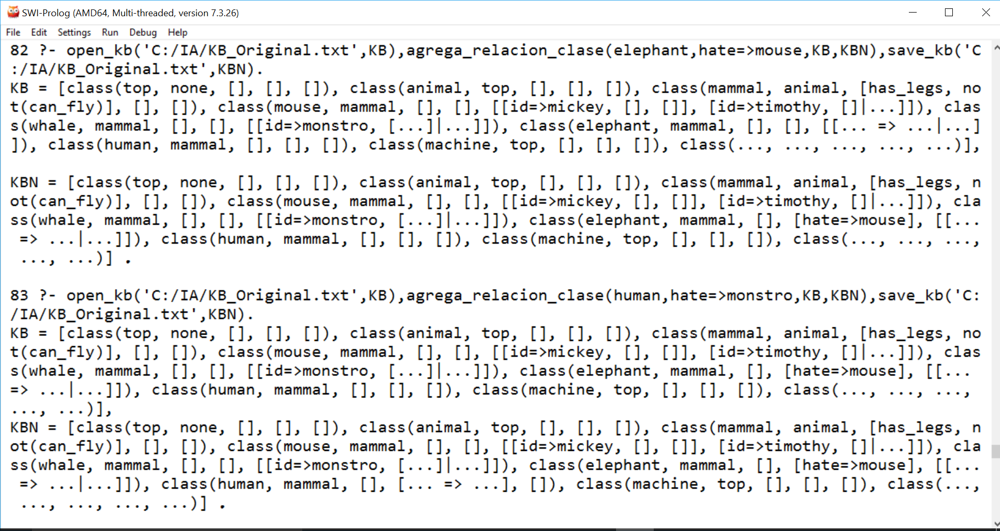 SWI-Prolog (AMD64, Multi-threaded, version 7.3.26)
File Edit Settings Run Debug Help
82 ?- open_kb('C:/IA/KB_Original.txt',KB),agrega_relacion_clase(elephant,hate=>mouse,KB,KBN),save_kb('C
:/IA/KB_Original.txt',KBN).
KB = [class(top, none, [], [], []), class(animal, top, [], [], []), class(mammal, animal, [has_legs, no
t(can_fly)], [], []), class(mouse, mammal, [], [], [[id=>mickey, [], []], [id=>timothy, []|...]]), clas
s(whale, mammal, [], [], [[id=>monstro, [...]|...]]), class(elephant, mammal, [], [], [[... => ...|...]
]), class(human, mammal, [], [], []), class(machine, top, [], [], []), class(..., ..., ..., ..., ...)],
KBN = [class(top, none, [], [], []), class(animal, top, [], [], []), class(mammal, animal, [has_legs, n
ot(can_fly)], [], []), class(mouse, mammal, [], [], [[id=>mickey, [], []], [id=>timothy, []|...]]), cla
ss(whale, mammal, [], [], [[id=>monstro, [...]|...]]), class(elephant, mammal, [], [hate=>mouse], [[...
 => ...|...]]), class(human, mammal, [], [], []), class(machine, top, [], [], []), class(..., ..., ...,
 ..., ...)] .
83 ?- open_kb('C:/IA/KB_Original.txt',KB),agrega_relacion_clase(human,hate=>monstro,KB,KBN),save_kb('C:
/IA/KB_Original.txt',KBN).
KB = [class(top, none, [], [], []), class(animal, top, [], [], []), class(mammal, animal, [has_legs, no
t(can_fly)], [], []), class(mouse, mammal, [], [], [[id=>mickey, [], []], [id=>timothy, []|...]]), clas
s(whale, mammal, [], [], [[id=>monstro, [...]|...]]), class(elephant, mammal, [], [hate=>mouse], [[...
=> ...|...]]), class(human, mammal, [], [], []), class(machine, top, [], [], []), class(..., ..., ...,
..., ...)],
KBN = [class(top, none, [], [], []), class(animal, top, [], [], []), class(mammal, animal, [has_legs, n
ot(can_fly)], [], []), class(mouse, mammal, [], [], [[id=>mickey, [], []], [id=>timothy, []|...]]), cla
ss(whale, mammal, [], [], [[id=>monstro, [...]|...]]), class(elephant, mammal, [], [hate=>mouse], [[...
 => ...|...]]), class(human, mammal, [], [... => ...], []), class(machine, top, [], [], []), class(...,
 ..., ..., ..., ...)] .